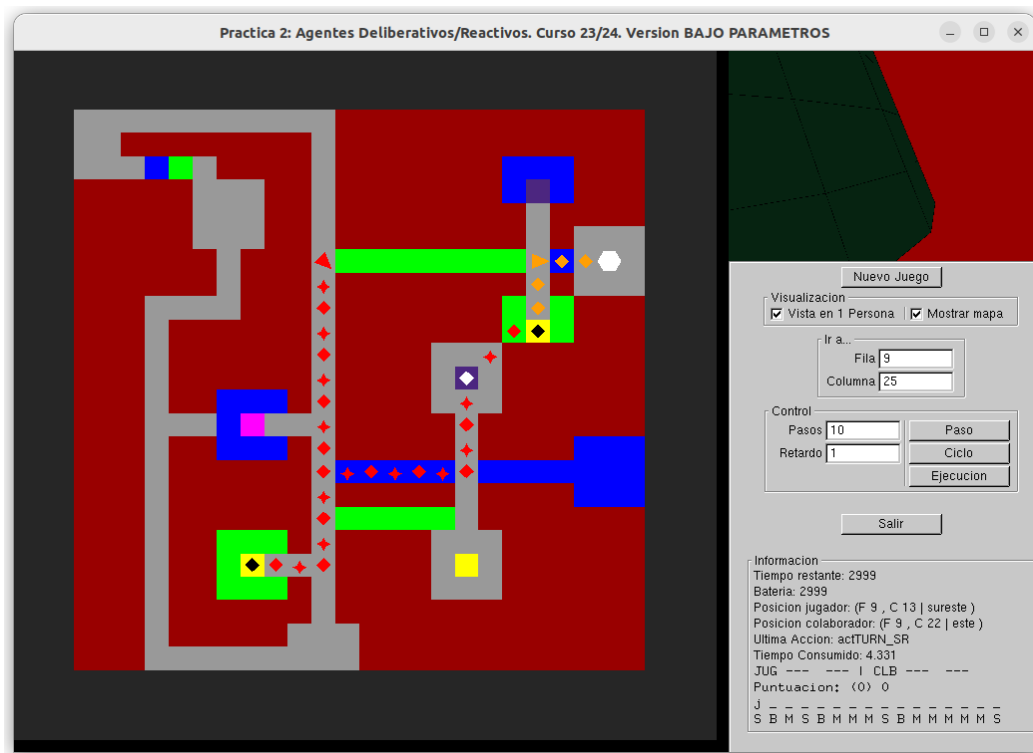 Practica 2: Agentes Deliberativos/Reactivos. Curso 23/24. Version BAJO PARAMETROS
Nuevo Juego
Visualizacion
Vista en 1 Persona
Mostrar mapa
Ir a...
Fila 9
Columna 25
Control
Pasos 10
Paso
Retardo 1
Ciclo
Ejecucion
Salir
Informacion
Tiempo restante: 2999
Bateria: 2999
Posicion jugador: (F 9 , C 13 | sureste )
Posicion colaborador: (F 9 , C 22 | este )
Ultima Accion: actTURN_SR
Tiempo Consumido: 4.331
JUG --- --- | CLB --- ---
Puntuacion: (0) 0
j _ _ _ _ _ _ _ _ _ _ _ _ _ _ _
S B M S B M M M S B M M M M M S